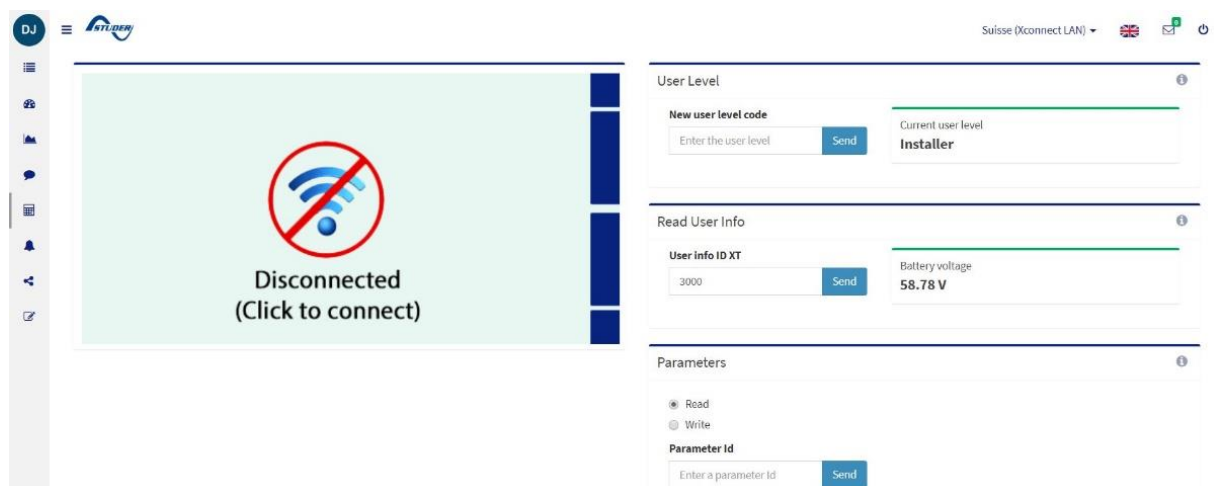 DJ
STUDER
Suisse (Xconnect LAN)
0
Disconnected
(Click to connect)
User Level
New user level code
Enter the user level
Send
Current user level
Installer
Read User Info
User info ID XT
3000
Send
Battery voltage
58.78 V
Parameters
Read
Write
Parameter Id
Enter a parameter Id
Send